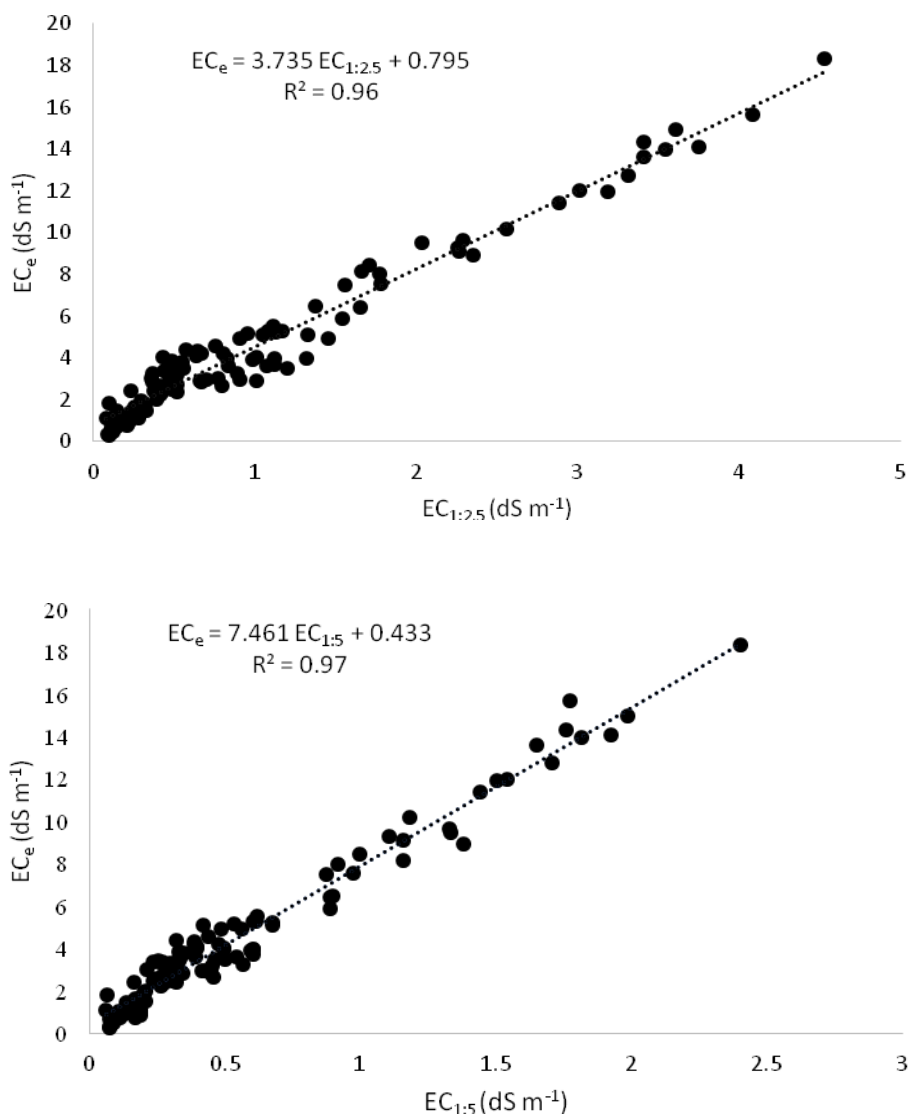 20
18
16
14
12
10
8
6
4
2
0
ECe (dS m-1)
ECe = 3.735 EC1:2.5 + 0.795
R2 = 0.96
0 1 2 3 4 5
EC1:2.5 (dS m-1)
20
18
16
14
12
10
8
6
4
2
0
ECe (dS m-1)
ECe = 7.461 EC1:5 + 0.433
R2 = 0.97
0 0.5 1 1.5 2 2.5 3
EC1:5 (dS m-1)